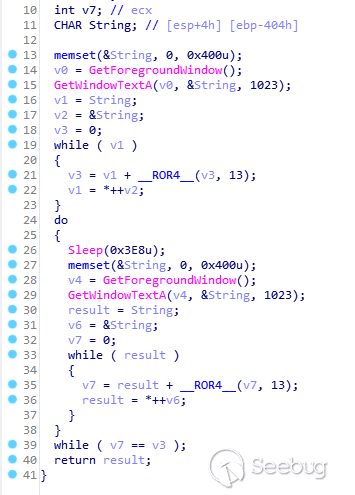 10 int v7; // ecx
11 CHAR String; // [esp+4h] [ebp-404h]
12
13 memset(&String, 0, 0x400u);
14 v0 = GetForegroundWindow();
15 GetWindowTextA(v0, &String, 1023);
16 v1 = String;
17 v2 = &String;
18 v3 = 0;
19 while ( v1 )
20 {
21 v3 = v1 + __ROR4__(v3, 13);
22 v1 = *++v2;
23 }
24 do
25 {
26 Sleep(0x3E8u);
27 memset(&String, 0, 0x400u);
28 v4 = GetForegroundWindow();
29 GetWindowTextA(v4, &String, 1023);
30 result = String;
31 v6 = &String;
32 v7 = 0;
33 while ( result )
34 {
35 v7 = result + __ROR4__(v7, 13);
36 result = *++v6;
37 }
38 }
39 while ( v7 == v3 );
40 return result;
41 }
Seebug